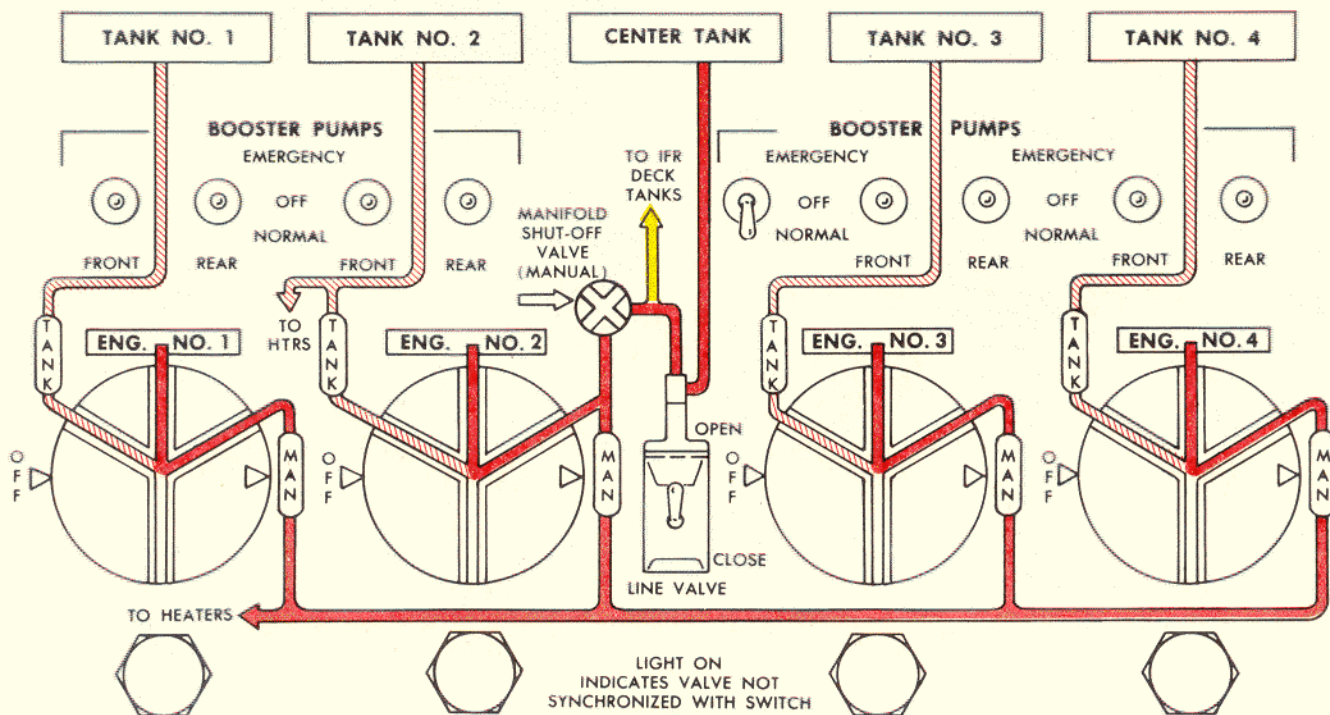 TANK NO. 1
TANK NO. 2
CENTER TANK
TANK NO. 3
TANK NO. 4
BOOSTER PUMPS
EMERGENCY
OFF
NORMAL
FRONT
REAR
FRONT
REAR
TO IFR
DECK
TANKS
MANIFOLD
SHUT-OFF
VALVE
(MANUAL)
BOOSTER PUMPS
EMERGENCY
OFF
NORMAL
FRONT
REAR
EMERGENCY
OFF
NORMAL
FRONT
REAR
TO
HTRS
TANK
ENG. NO. 1
TANK
ENG. NO. 2
TANK
ENG. NO. 3
TANK
ENG. NO. 4
OFF
MAN
OFF
MAN
OPEN
CLOSE
LINE VALVE
OFF
MAN
OFF
MAN
TO HEATERS
LIGHT ON
INDICATES VALVE NOT
SYNCHRONIZED WITH SWITCH